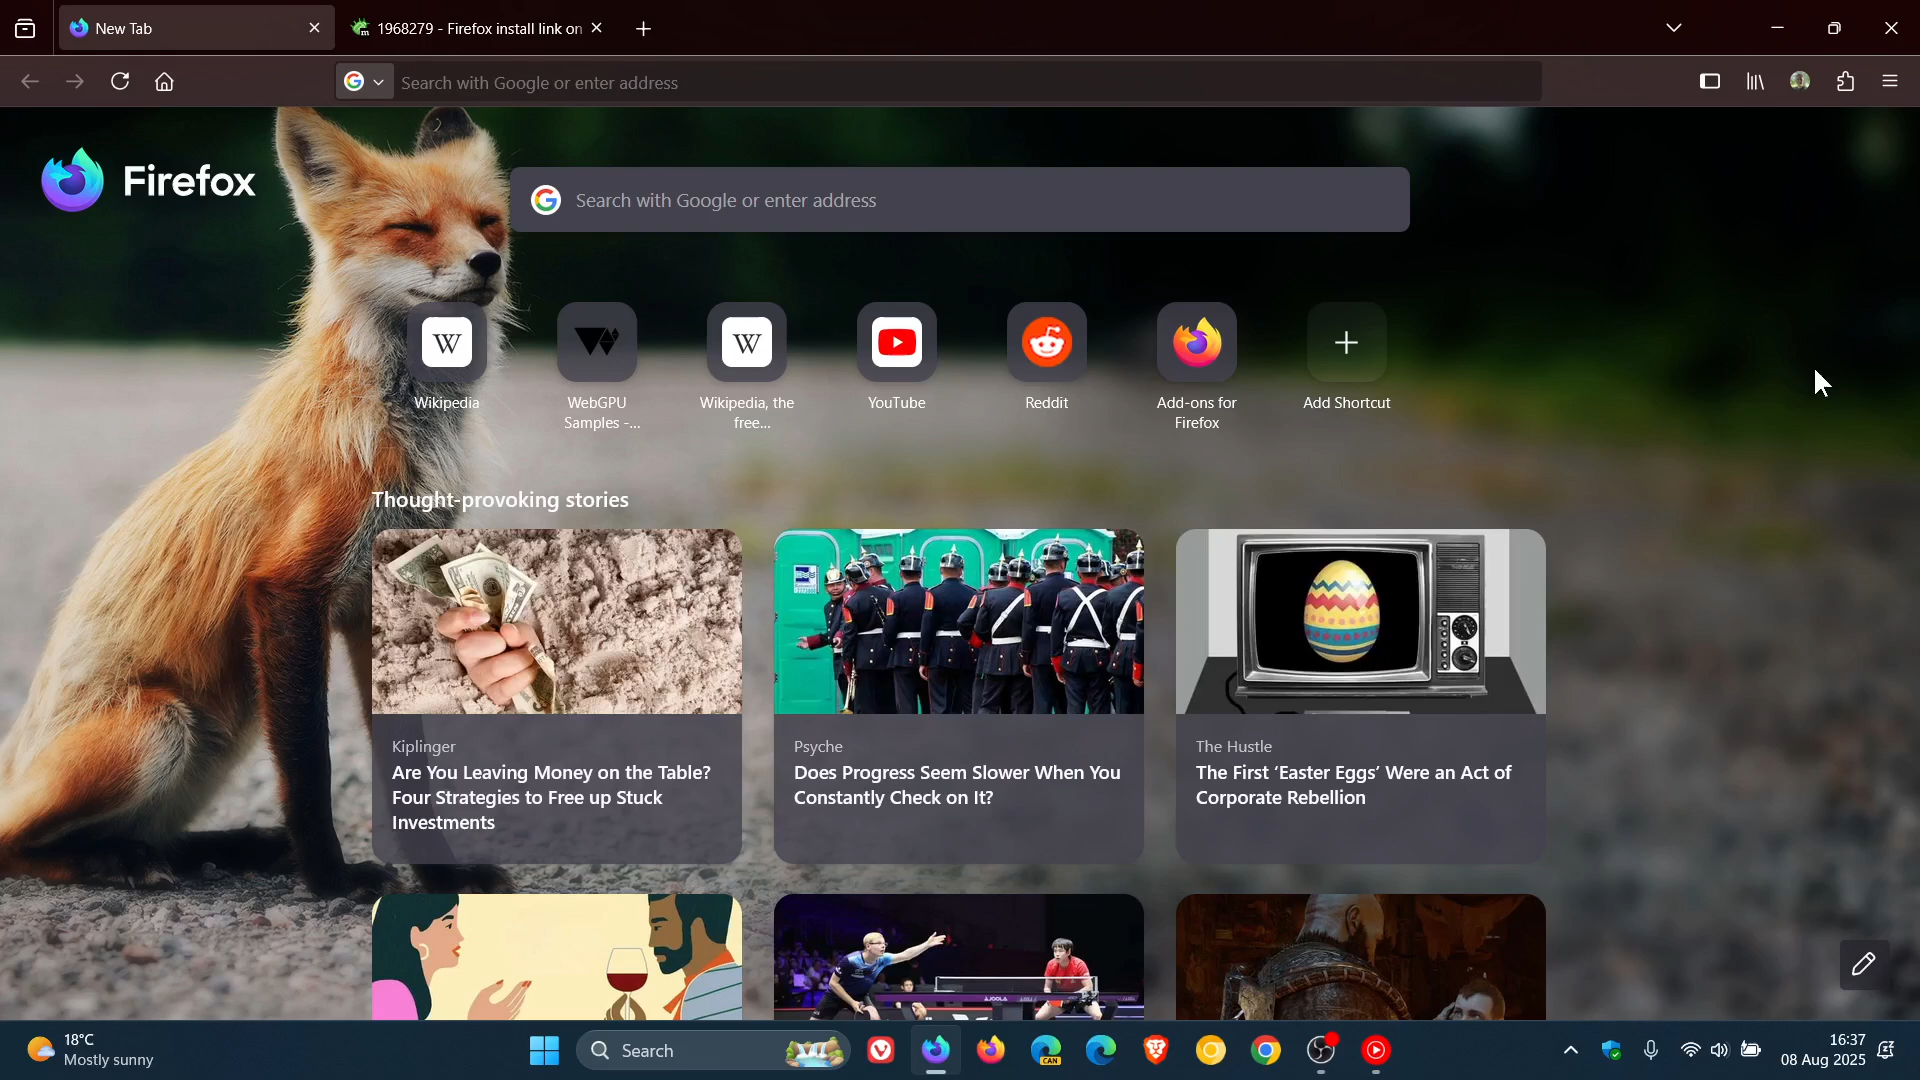 New Tab
1968279 - Firefox install link on
Search with Google or enter address
Firefox
Search with Google or enter address
Wikipedia
WebGPU
Samples -...
Wikipedia, the
free...
YouTube
Reddit
Add-ons for
Firefox
Add Shortcut
Thought-provoking stories
Kiplinger
Are You Leaving Money on the Table?
Four Strategies to Free up Stuck
Investments
Psyche
Does Progress Seem Slower When You
Constantly Check on It?
The Hustle
The First ‘Easter Eggs’ Were an Act of
Corporate Rebellion
JOOLA
18°C
Mostly sunny
Search
CAN
16:37
08 Aug 2025